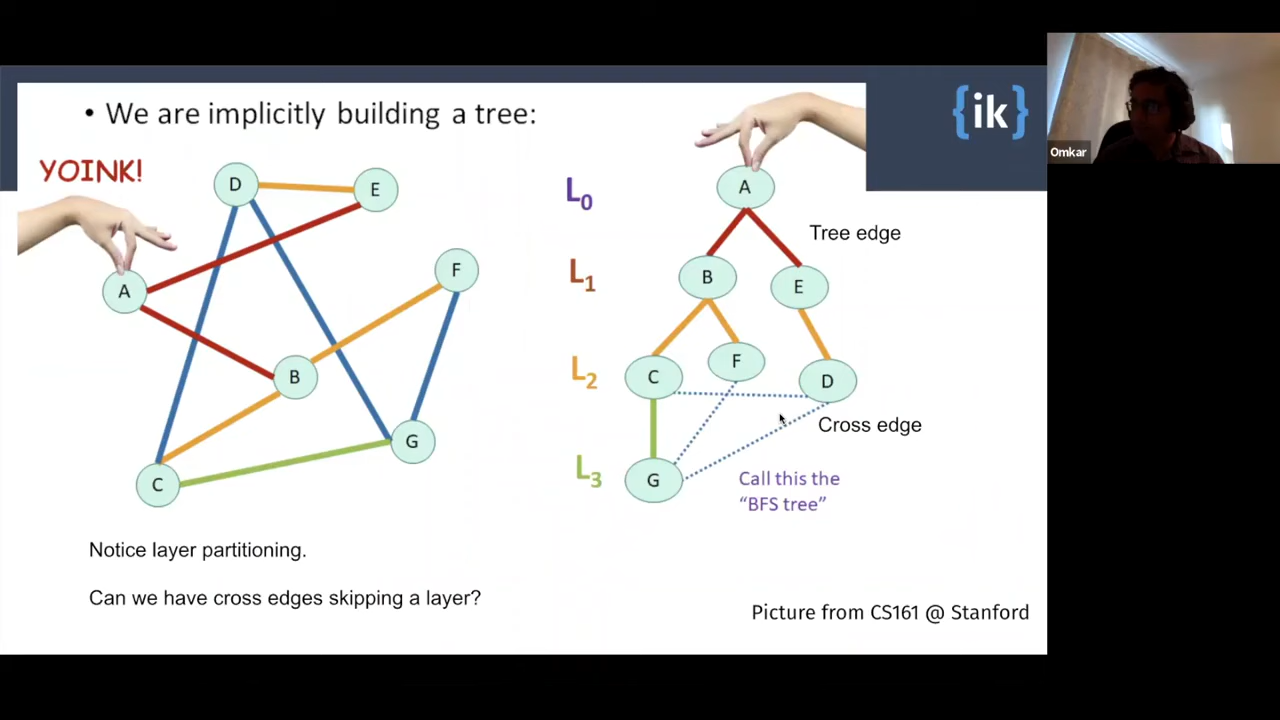 • We are implicitly building a tree:
{ik}
Omkar
YOINK!
D
E
A
F
B
G
C
L0
L1
L2
L3
A
Tree edge
B
E
C
F
D
Cross edge
G
Call this the
“BFS tree”
Notice layer partitioning.
Can we have cross edges skipping a layer?
Picture from CS161 @ Stanford